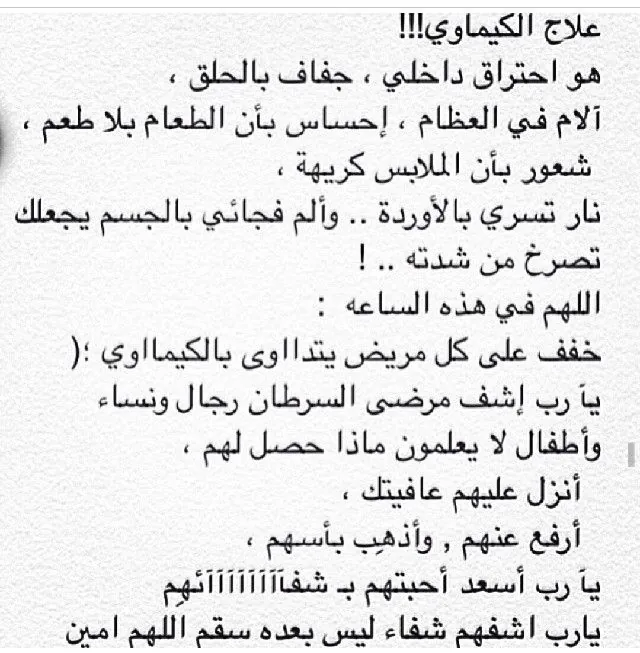 علاج الكيماوي!!!
هو احتراق داخلي ، جفاف بالحلق ،
آلام في العظام ، إحساس بأن الطعام بلا طعم ،
شعور بأن الملابس كريهة ،
نار تسري بالأوردة .. وألم فجائي بالجسم يجعلك
تصرخ من شدته .. !
اللهم في هذه الساعه :
خفف على كل مريض يتدااوى بالكيمااوي ؛(
يآ رب إشف مرضى السرطان رجال ونساء
وأطفال لا يعلمون ماذا حصل لهم ،
أنزل عليهم عافيتك ،
أرفع عنهم , وأذهِب بأسهم ،
يآ رب أسعد أحبتهم بـ شفآآآآآآآآئهِم
يارب اشفهم شفاء ليس بعده سقم اللهم امين